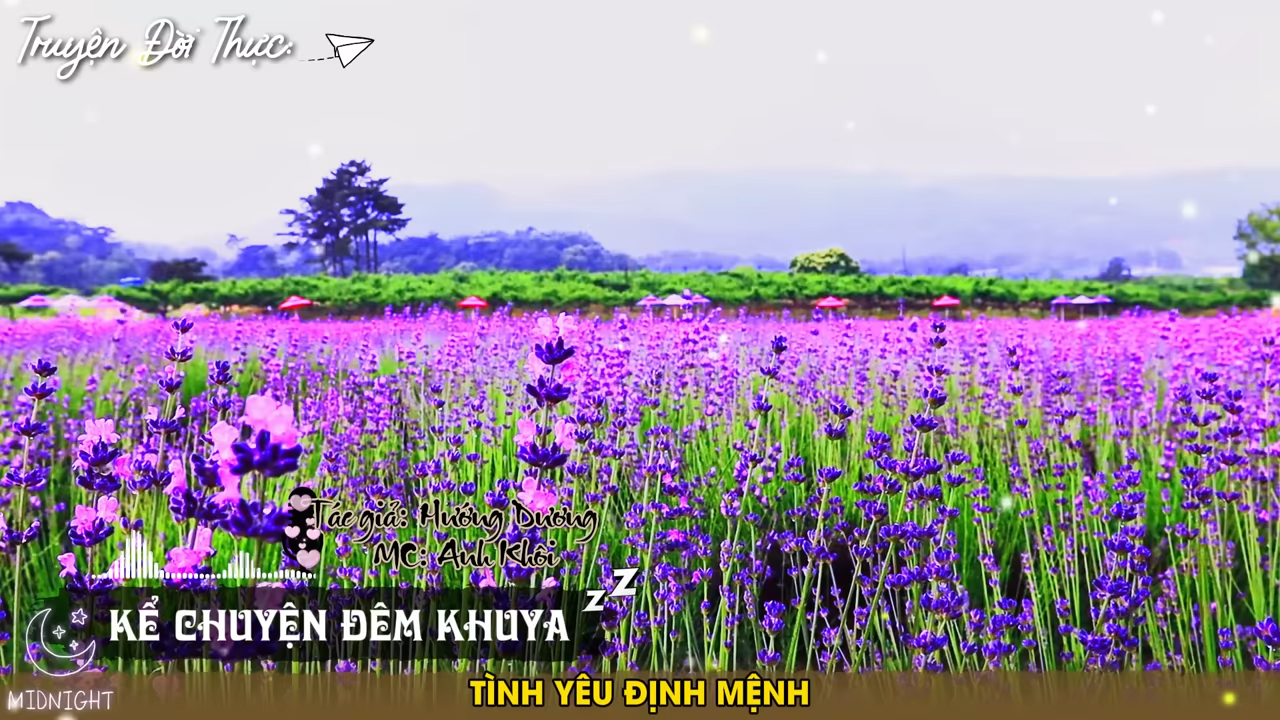 Truyện Đời Thực:
Tác giả: Hướng Dương
MC: Anh Khôi
z Z
KỂ CHUYỆN ĐÊM KHUYA
MIDNIGHT
TÌNH YÊU ĐỊNH MỆNH